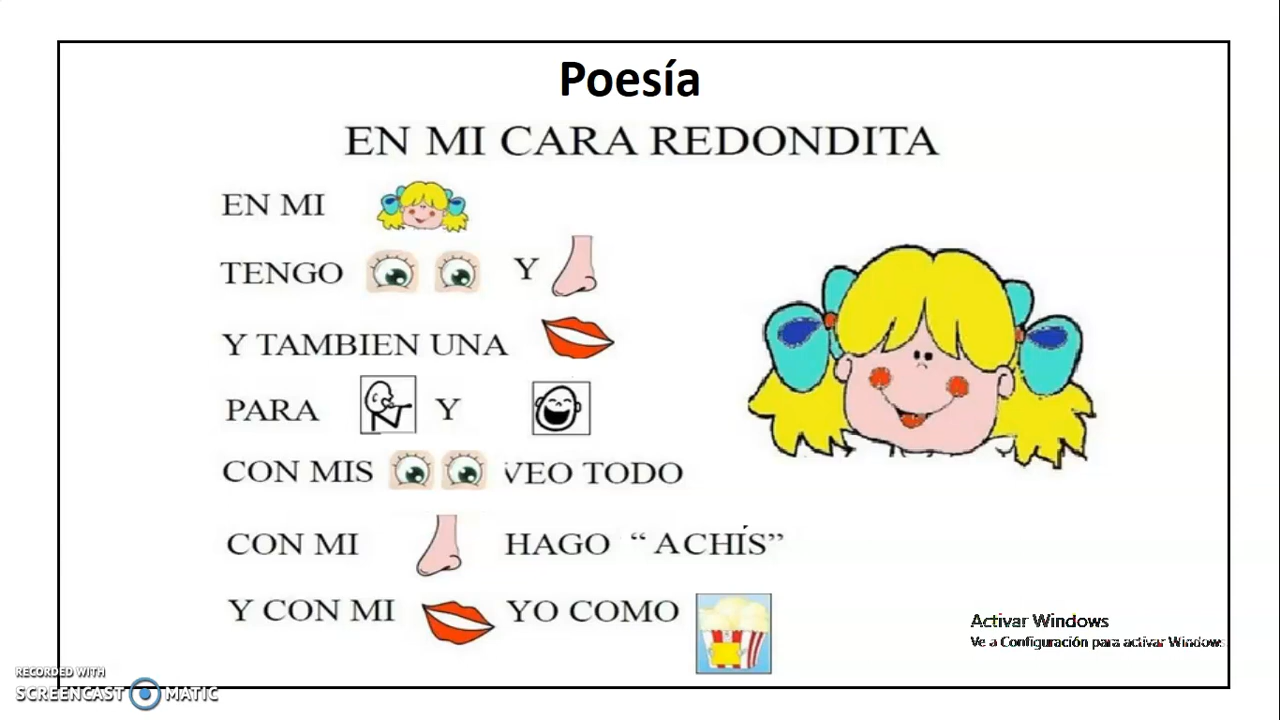 Poesía
EN MI CARA REDONDITA
EN MI
TENGO Y
Y TAMBIEN UNA
PARA Y
CON MIS VEO TODO
CON MI HAGO “ ACHÍS”
Y CON MI YO COMO
Activar Windows
Ve a Configuración para activar Windows
RECORDED WITH
SCREENCAST MATIC